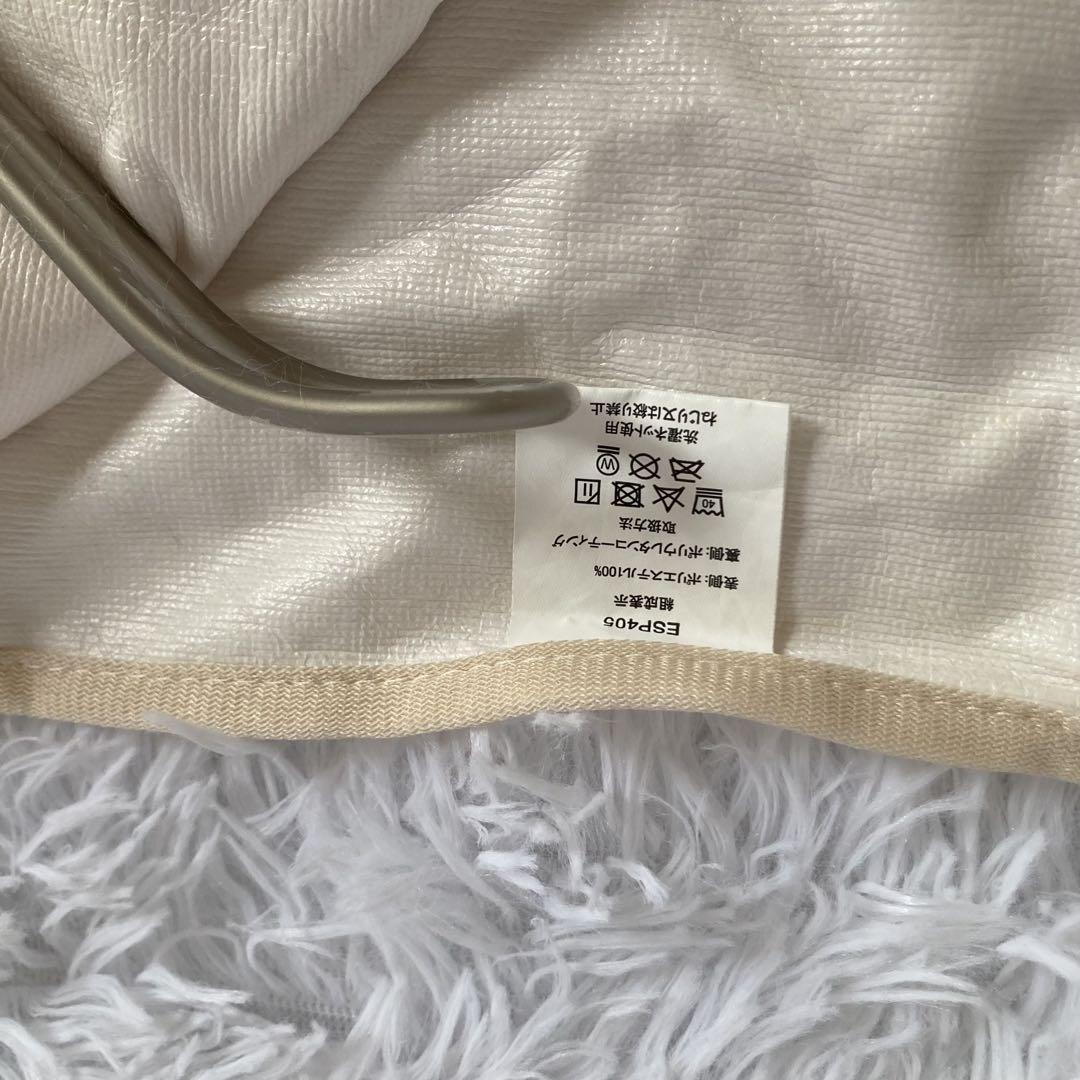 ESP405
組成表示
表側: ポリエステル100%
裏側: ポリウレタンコーティング
取扱方法
40
W
洗濯ネット使用
ねじり又は絞り禁止